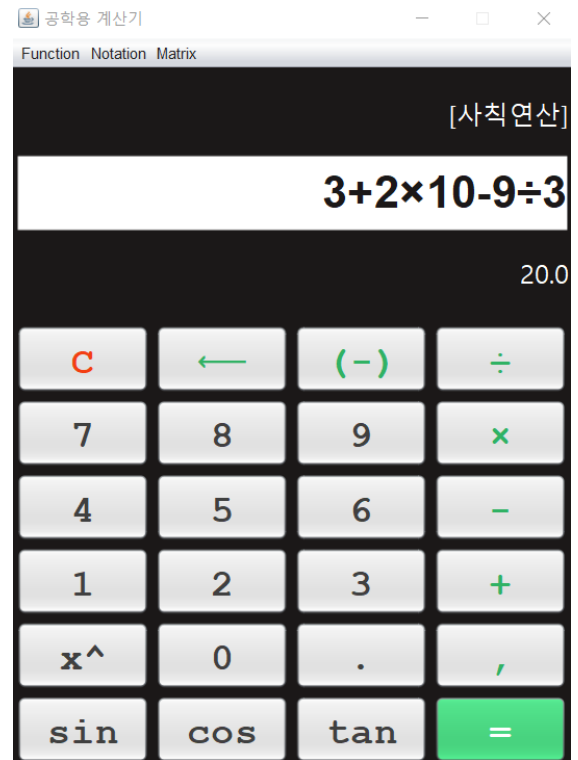 공학용 계산기
Function Notation Matrix
[사칙연산]
3+2×10-9÷3
20.0
C ← (-) ÷
7 8 9 ×
4 5 6 -
1 2 3 +
x^ 0 . ,
sin cos tan =